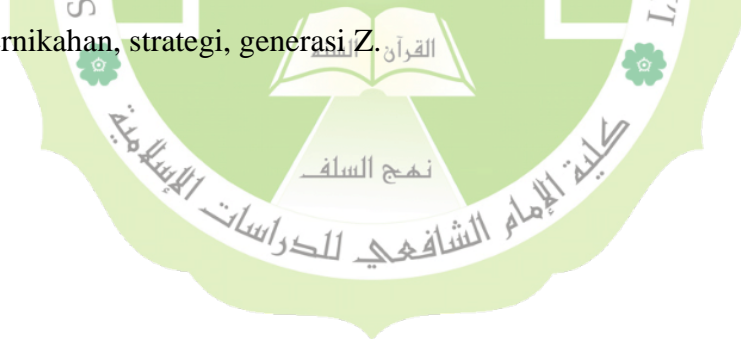 rnikahan, strategi, generasi Z.
القرآن السنة
نهج السلف
كلية الإمام الشافعي للدراسات الإسلامية